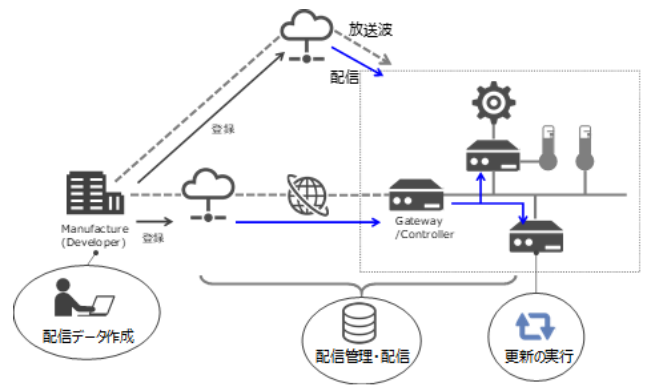 放送波
配信
登録
Manufacture
(Developer)
登録
Gateway
/Controller
配信データ作成
配信管理・配信
更新の実行